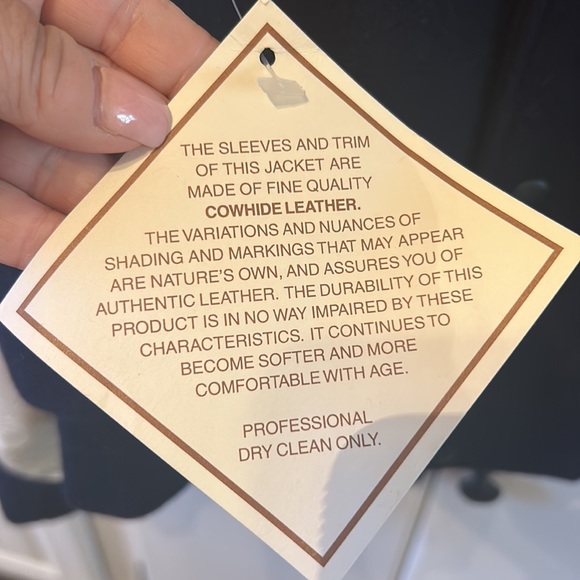 THE SLEEVES AND TRIM
OF THIS JACKET ARE
MADE OF FINE QUALITY
COWHIDE LEATHER.
THE VARIATIONS AND NUANCES OF
SHADING AND MARKINGS THAT MAY APPEAR
ARE NATURE'S OWN, AND ASSURES YOU OF
AUTHENTIC LEATHER. THE DURABILITY OF THIS
PRODUCT IS IN NO WAY IMPAIRED BY THESE
CHARACTERISTICS. IT CONTINUES TO
BECOME SOFTER AND MORE
COMFORTABLE WITH AGE.
PROFESSIONAL
DRY CLEAN ONLY.